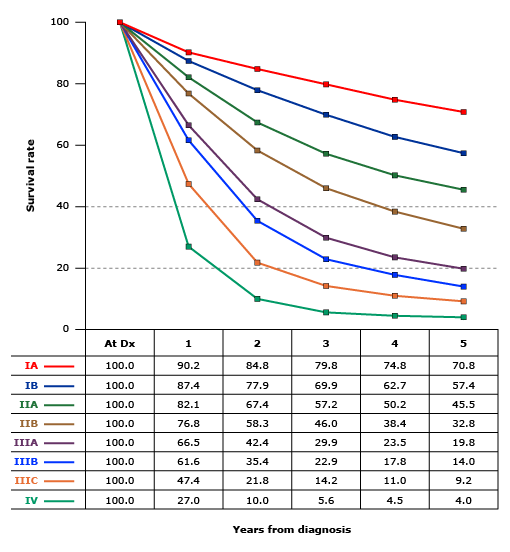 100
80
60
40
20
0
Survival rate
At Dx 1 2 3 4 5
IA 100.0 90.2 84.8 79.8 74.8 70.8
IB 100.0 87.4 77.9 69.9 62.7 57.4
IIA 100.0 82.1 67.4 57.2 50.2 45.5
IIB 100.0 76.8 58.3 46.0 38.4 32.8
IIIA 100.0 66.5 42.4 29.9 23.5 19.8
IIIB 100.0 61.6 35.4 22.9 17.8 14.0
IIIC 100.0 47.4 21.8 14.2 11.0 9.2
IV 100.0 27.0 10.0 5.6 4.5 4.0
Years from diagnosis